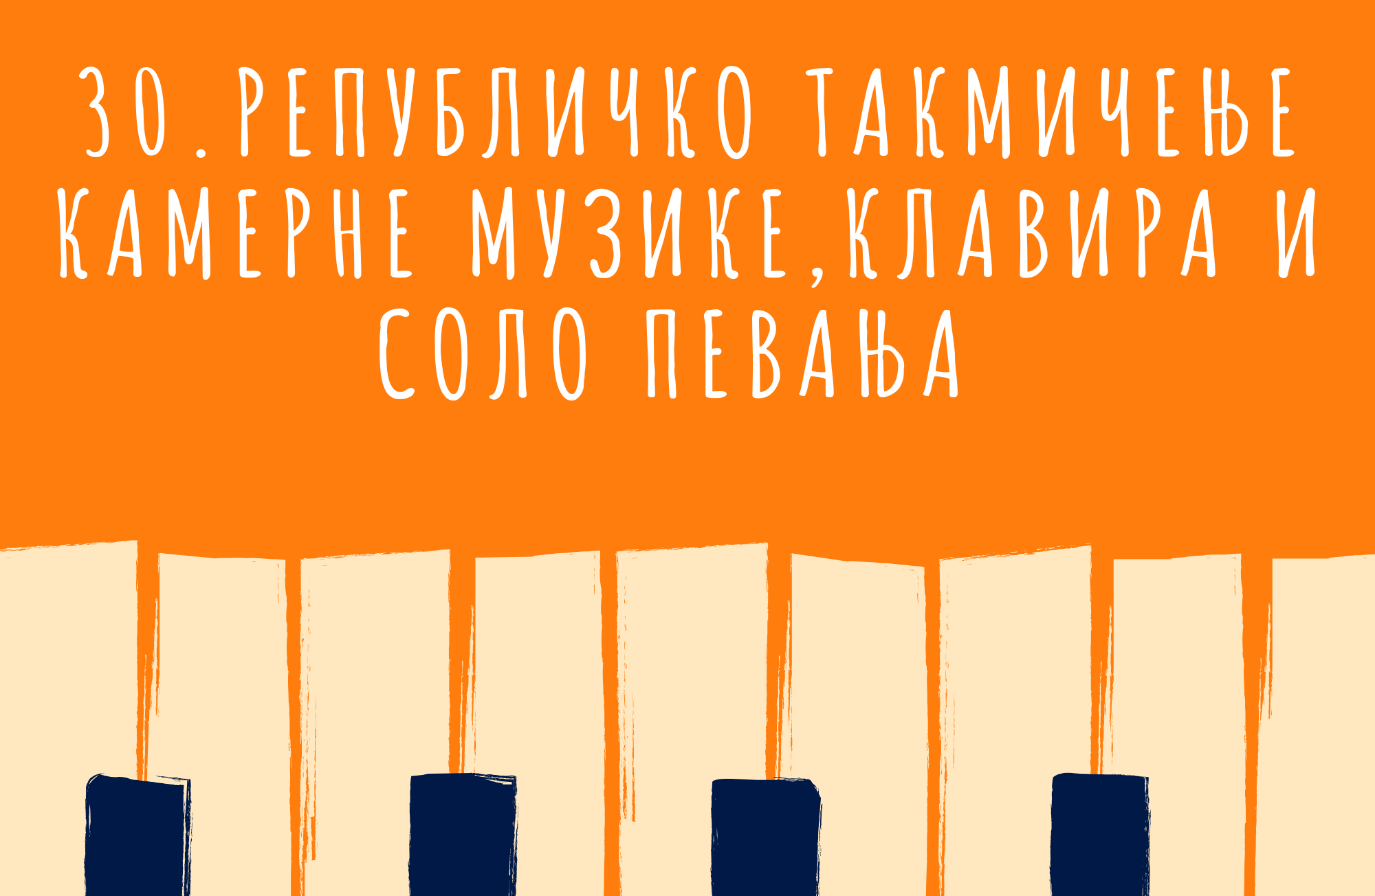 30.РЕПУБЛИЧКО ТАКМИЧЕЊЕ
КАМЕРНЕ МУЗИКЕ,КЛАВИРА И
СОЛО ПЕВАЊА